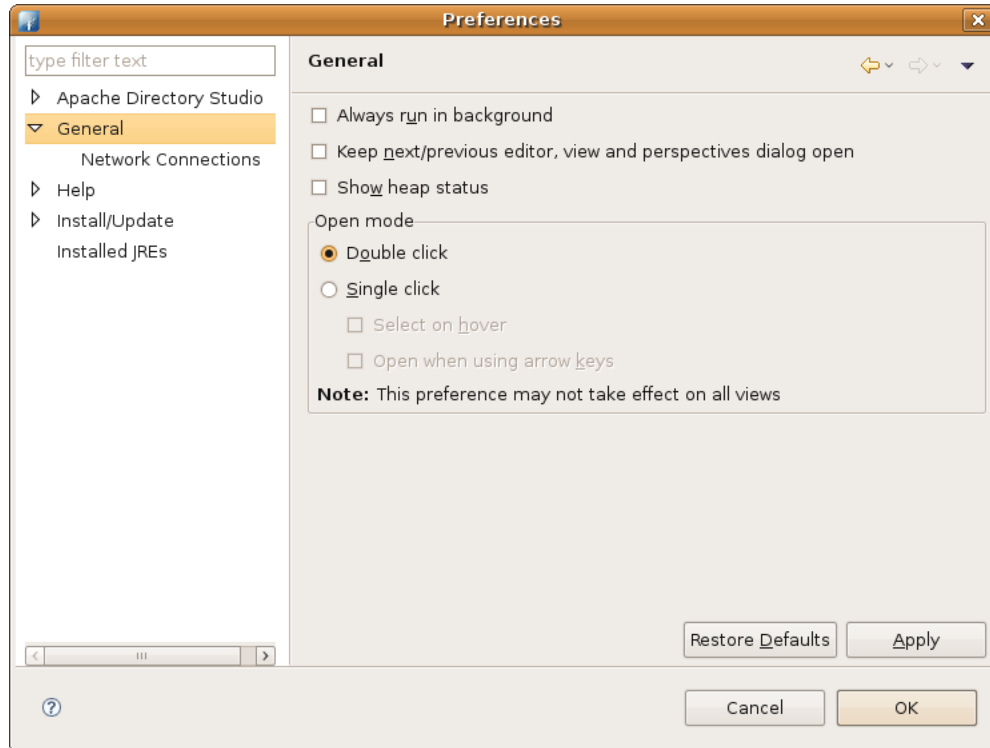 Preferences
type filter text
Apache Directory Studio
General
Network Connections
Help
Install/Update
Installed JREs
General
Always run in background
Keep next/previous editor, view and perspectives dialog open
Show heap status
Open mode
Double click
Single click
Select on hover
Open when using arrow keys
Note: This preference may not take effect on all views
Restore Defaults
Apply
Cancel
OK